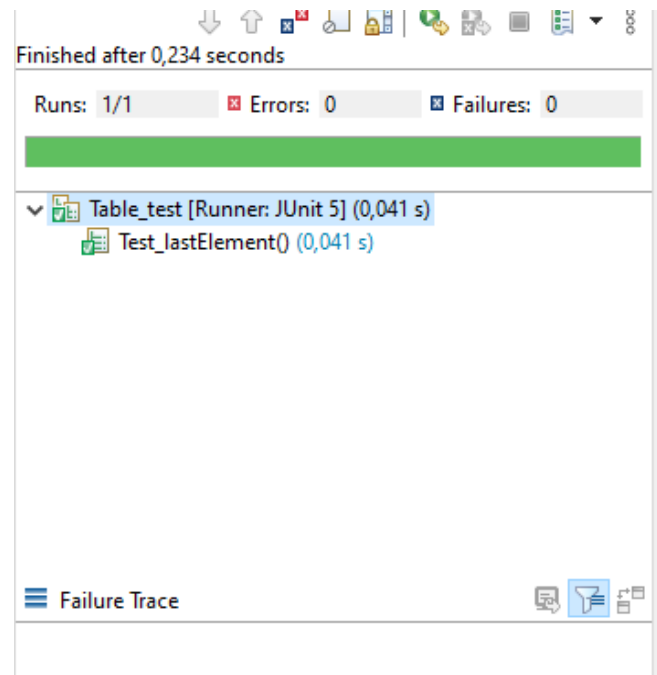 Finished after 0,234 seconds
Runs: 1/1 Errors: 0 Failures: 0
Table_test [Runner: JUnit 5] (0,041 s)
Test_lastElement() (0,041 s)
Failure Trace